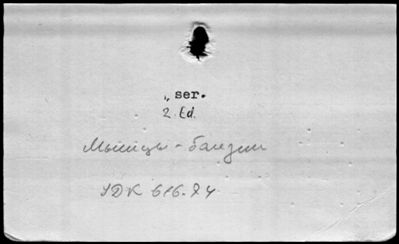 , ser.
2. Ed.
Мышцы - болезни
УДК 616.74